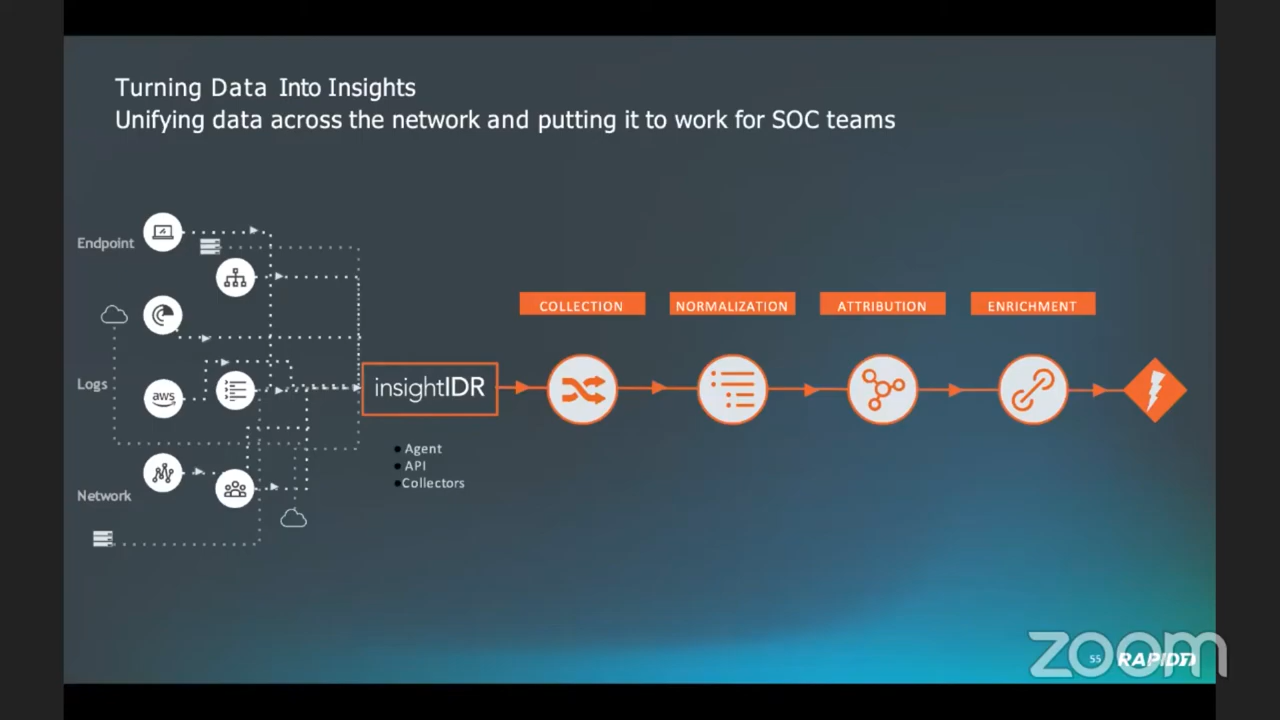 Turning Data Into Insights
Unifying data across the network and putting it to work for SOC teams
Endpoint
Logs
aws
Network
insightIDR
• Agent
• API
• Collectors
COLLECTION
NORMALIZATION
ATTRIBUTION
ENRICHMENT
zoom
55
RAPID7